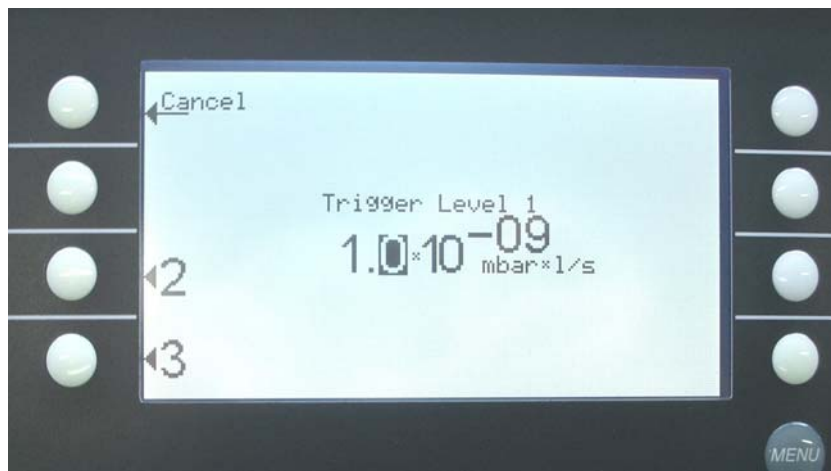 Cancel
Trigger Level 1
1.0×10⁻⁰⁹ mbar×l/s
2
3
MENU